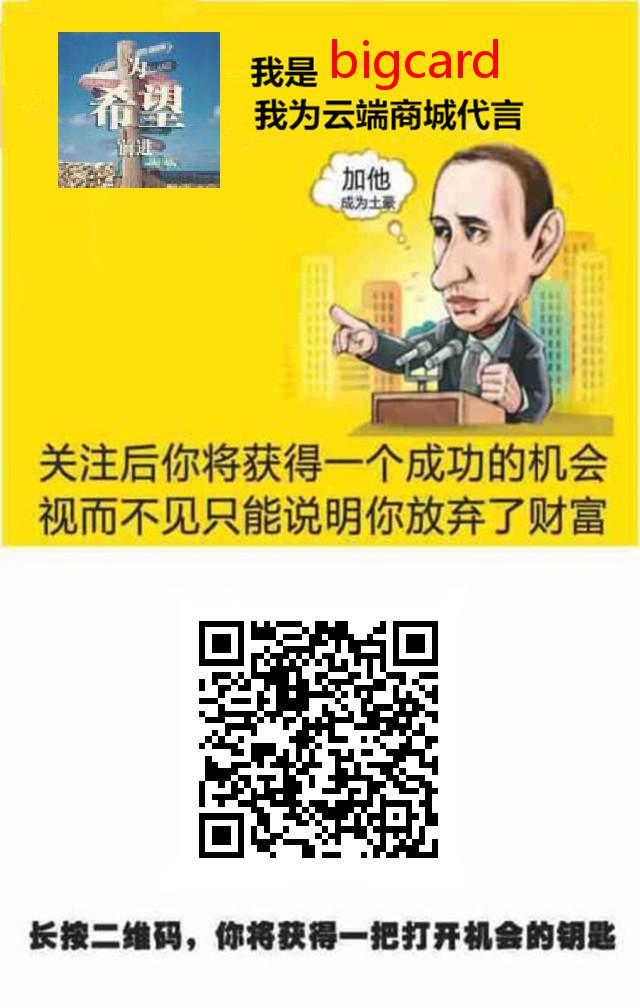 为
希望
前进
我是 bigcard
我为云端商城代言
加他
成为土豪
关注后你将获得一个成功的机会
视而不见只能说明你放弃了财富
长按二维码，你将获得一把打开机会的钥匙